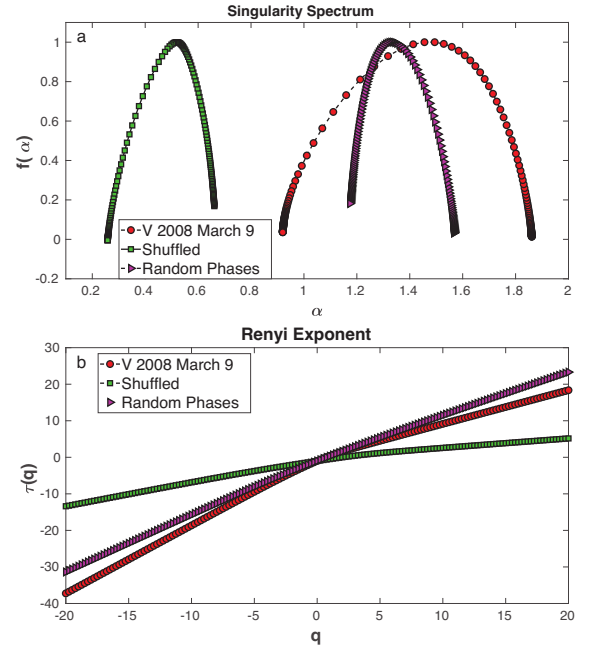 Singularity Spectrum
a
1
0.8
0.6
0.4
0.2
0
-0.2
f( α)
V 2008 March 9
Shuffled
Random Phases
0.2 0.4 0.6 0.8 1 1.2 1.4 1.6 1.8 2
α
Renyi Exponent
b
30
20
10
0
-10
-20
-30
-40
τ(q)
V 2008 March 9
Shuffled
Random Phases
-20 -15 -10 -5 0 5 10 15 20
q